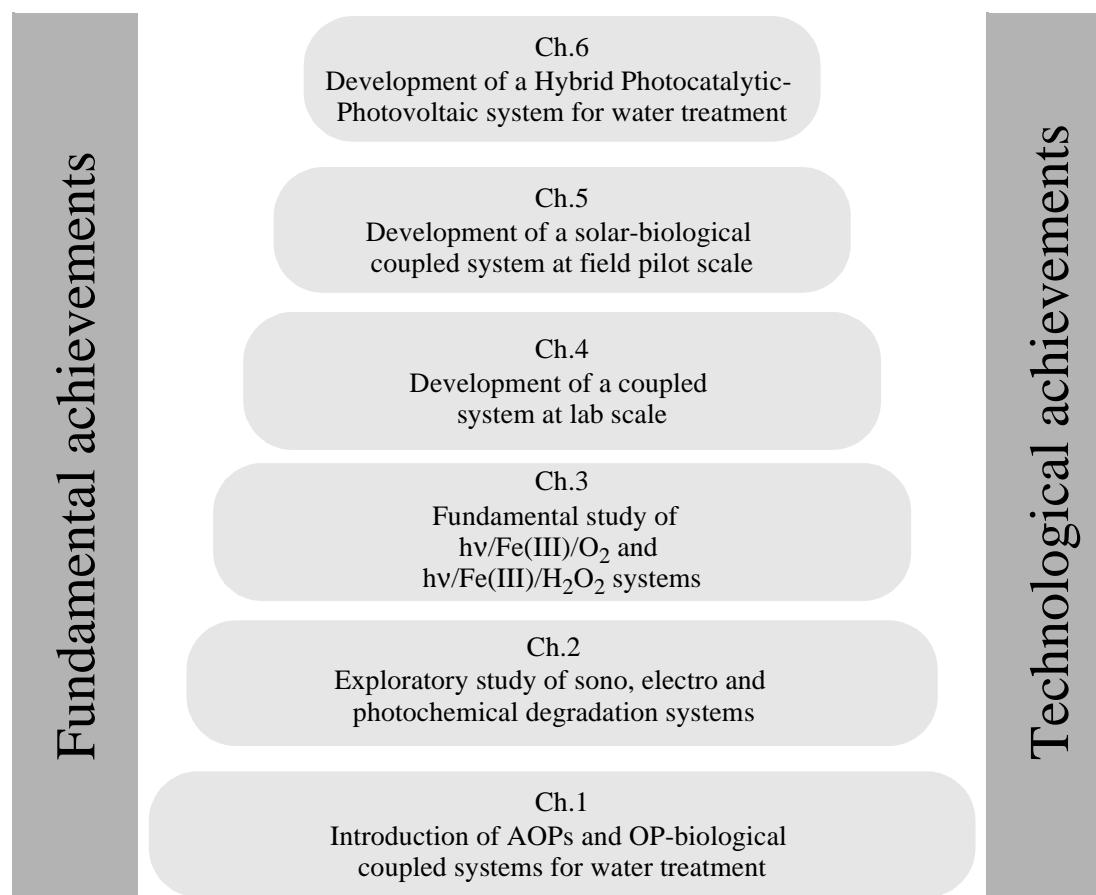 Fundamental achievements
Ch.6
Development of a Hybrid Photocatalytic-
Photovoltaic system for water treatment
Ch.5
Development of a solar-biological
coupled system at field pilot scale
Ch.4
Development of a coupled
system at lab scale
Ch.3
Fundamental study of
hν/Fe(III)/O₂ and
hν/Fe(III)/H₂O₂ systems
Ch.2
Exploratory study of sono, electro and
photochemical degradation systems
Ch.1
Introduction of AOPs and OP-biological
coupled systems for water treatment
Technological achievements